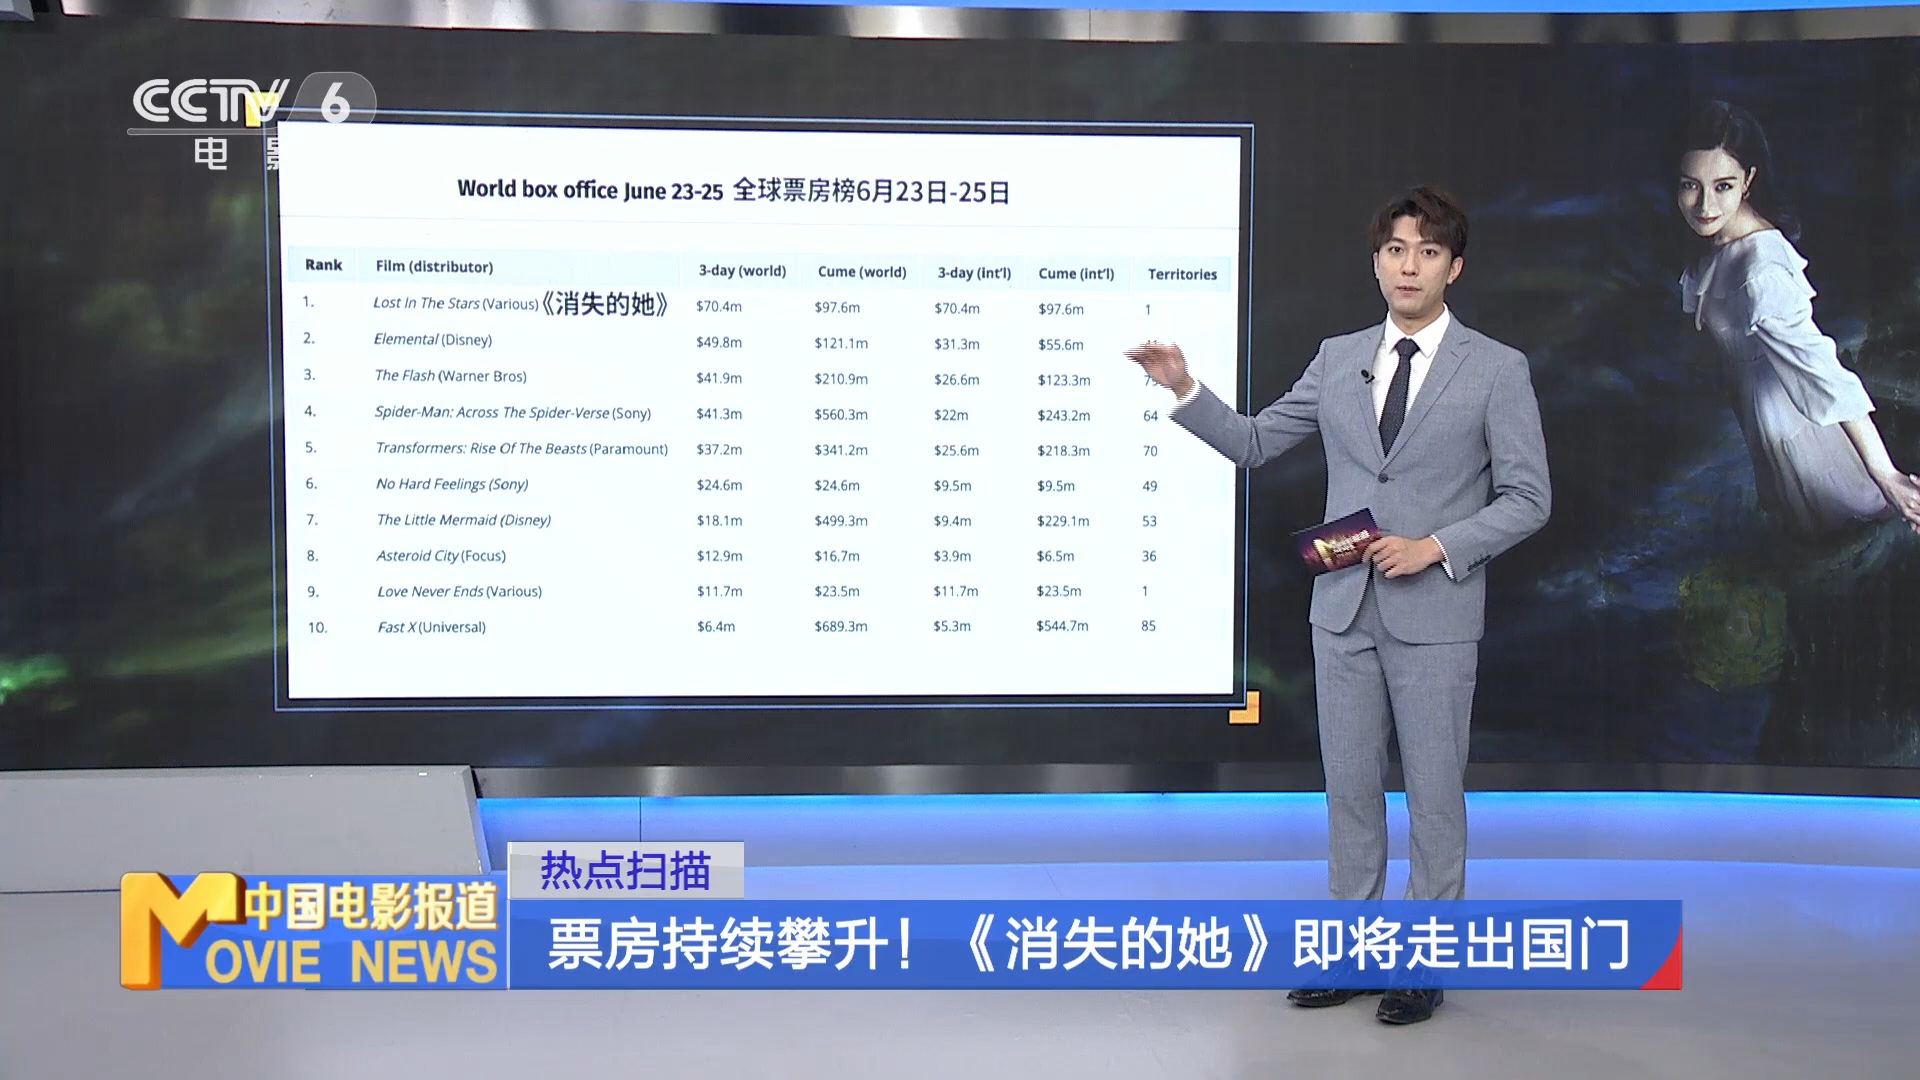 CCTV 6
电 影
World box office June 23-25 全球票房榜6月23日-25日
Rank Film (distributor) 3-day (world) Cume (world) 3-day (int'l) Cume (int'l) Territories
1. Lost In The Stars (Various)《消失的她》 $70.4m $97.6m $70.4m $97.6m 1
2. Elemental (Disney) $49.8m $121.1m $31.3m $55.6m
3. The Flash (Warner Bros) $41.9m $210.9m $26.6m $123.3m
4. Spider-Man: Across The Spider-Verse (Sony) $41.3m $560.3m $22m $243.2m 64
5. Transformers: Rise Of The Beasts (Paramount) $37.2m $341.2m $25.6m $218.3m 70
6. No Hard Feelings (Sony) $24.6m $24.6m $9.5m $9.5m 49
7. The Little Mermaid (Disney) $18.1m $499.3m $9.4m $229.1m 53
8. Asteroid City (Focus) $12.9m $16.7m $3.9m $6.5m 36
9. Love Never Ends (Various) $11.7m $23.5m $11.7m $23.5m 1
10. Fast X (Universal) $6.4m $689.3m $5.3m $544.7m 85
热点扫描
中国电影报道
MOVIE NEWS
票房持续攀升！《消失的她》即将走出国门